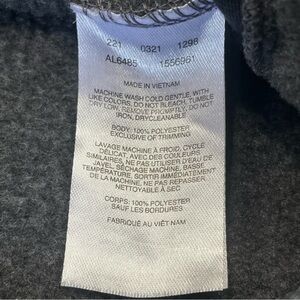 221 0321 1298
AL6485 1556961
MADE IN VIETNAM
MACHINE WASH COLD GENTLE, WITH
LIKE COLORS, DO NOT BLEACH, TUMBLE
DRY LOW, REMOVE PROMPTLY, DO NOT
IRON, DRYCLEANABLE
BODY: 100% POLYESTER
EXCLUSIVE OF TRIMMING
LAVAGE MACHINE À FROID, CYCLE
DÉLICAT, AVEC DES COULEURS
SIMILAIRES, NE PAS UTILISER D'EAU DE
JAVEL, SÉCHAGE MACHINE, BASSE
TEMPÉRATURE, SORTIR IMMÉDIATEMENT
DE LA MACHINE, NE PAS REPASSER,
NETTOYABLE À SEC
CORPS: 100% POLYESTER
SAUF LES BORDURES.
FABRIQUÉ AU VIÊT-NAM